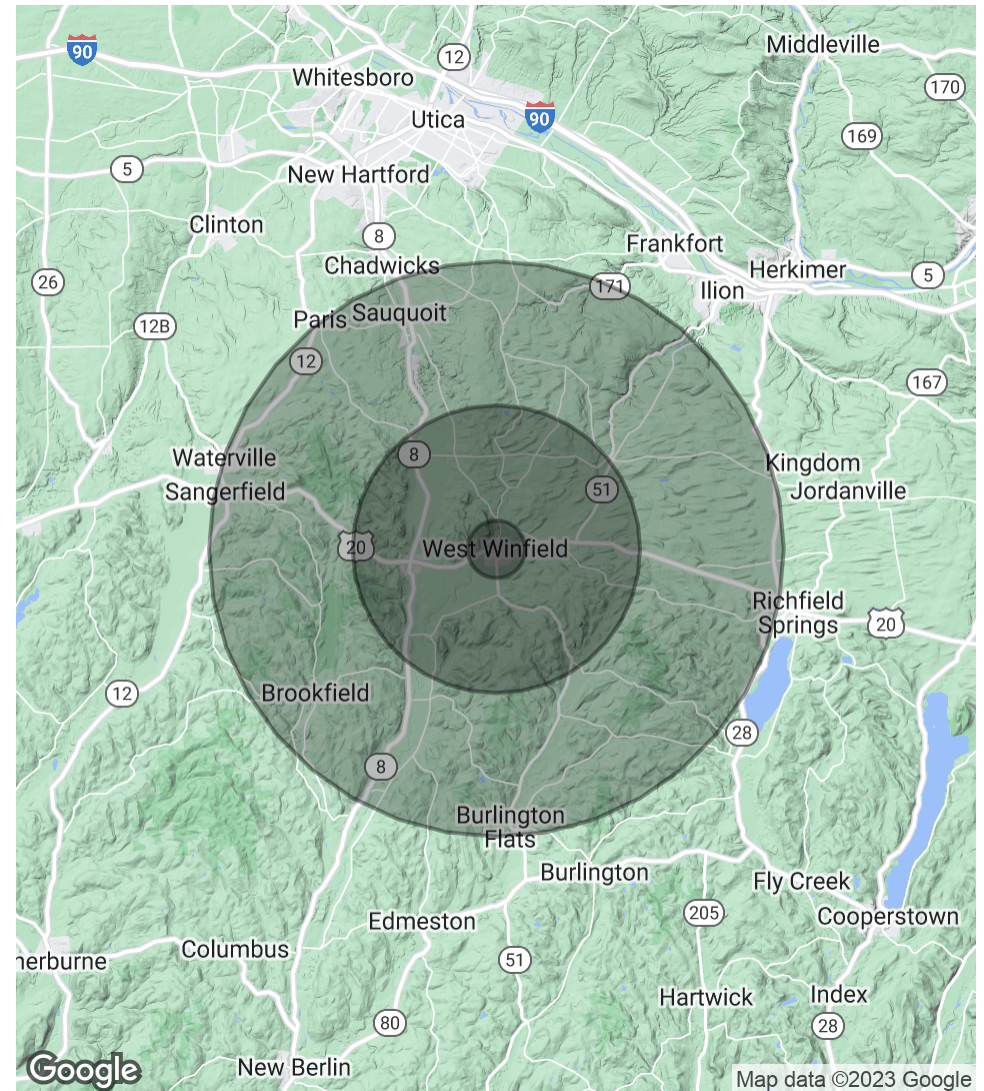 Middleville
90
12
Whitesboro
170
Utica
90
169
5
New Hartford
Clinton
8
Frankfort
Chadwicks
Herkimer
5
26
171
Ilion
Paris
Sauquoit
12B
12
167
8
Waterville
Kingdom
51
Sangerfield
Jordanville
20
West Winfield
Richfield
Springs
20
12
Brookfield
28
8
Burlington
Flats
Burlington
Fly Creek
205
Cooperstown
Edmeston
Columbus
51
herburne
Hartwick
Index
80
28
New Berlin
Google
Map data ©2023 Google